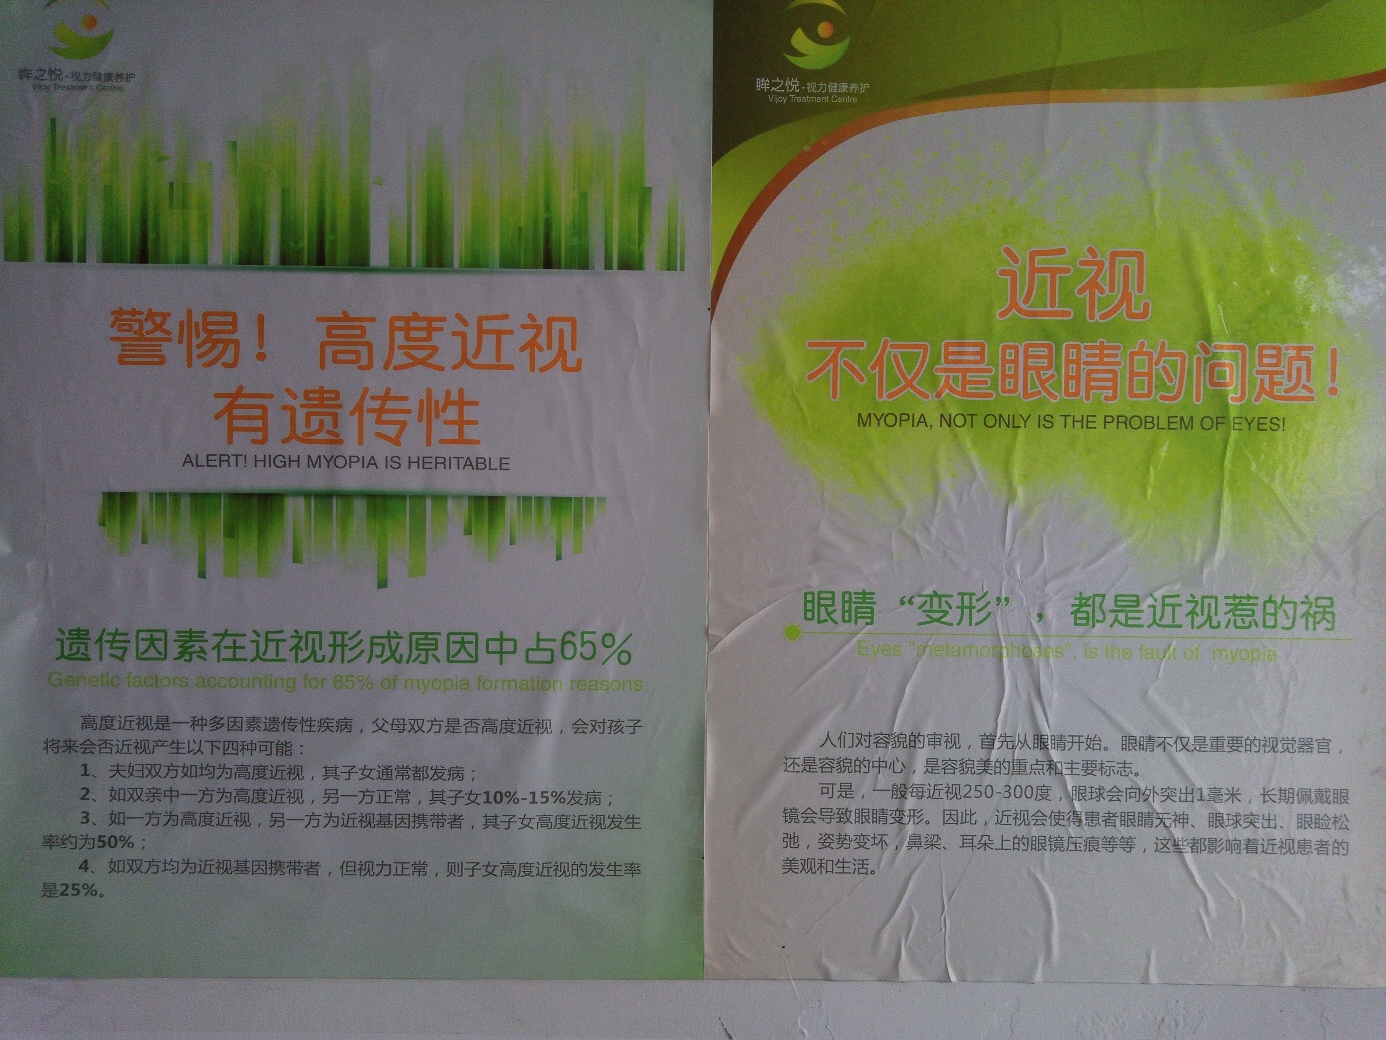 眸之悦·视力健康养护
Vijoy Treatment Centre
警惕！高度近视
有遗传性
ALERT! HIGH MYOPIA IS HERITABLE
遗传因素在近视形成原因中占65%
Genetic factors accounting for 65% of myopia formation reasons
高度近视是一种多因素遗传性疾病，父母双方是否高度近视，会对孩子
将来会否近视产生以下四种可能：
1、夫妇双方如均为高度近视，其子女通常都发病；
2、如双亲中一方为高度近视，另一方正常，其子女10%-15%发病；
3、如一方为高度近视，另一方为近视基因携带者，其子女高度近视发生
率约为50%；
4、如双方均为近视基因携带者，但视力正常，则子女高度近视的发生率
是25%。
眸之悦·视力健康养护
Vijoy Treatment Centre
近视
不仅是眼睛的问题！
MYOPIA, NOT ONLY IS THE PROBLEM OF EYES!
眼睛“变形”，都是近视惹的祸
Eyes "metamorphoses", is the fault of myopia
人们对容貌的审视，首先从眼睛开始。眼睛不仅是重要的视觉器官，
还是容貌的中心，是容貌美的重点和主要标志。
可是，一般每近视250-300度，眼球会向外突出1毫米，长期佩戴眼
镜会导致眼睛变形。因此，近视会使得患者眼睛无神、眼球突出、眼睑松
弛，姿势变坏，鼻梁、耳朵上的眼镜压痕等等，这些都影响着近视患者的
美观和生活。